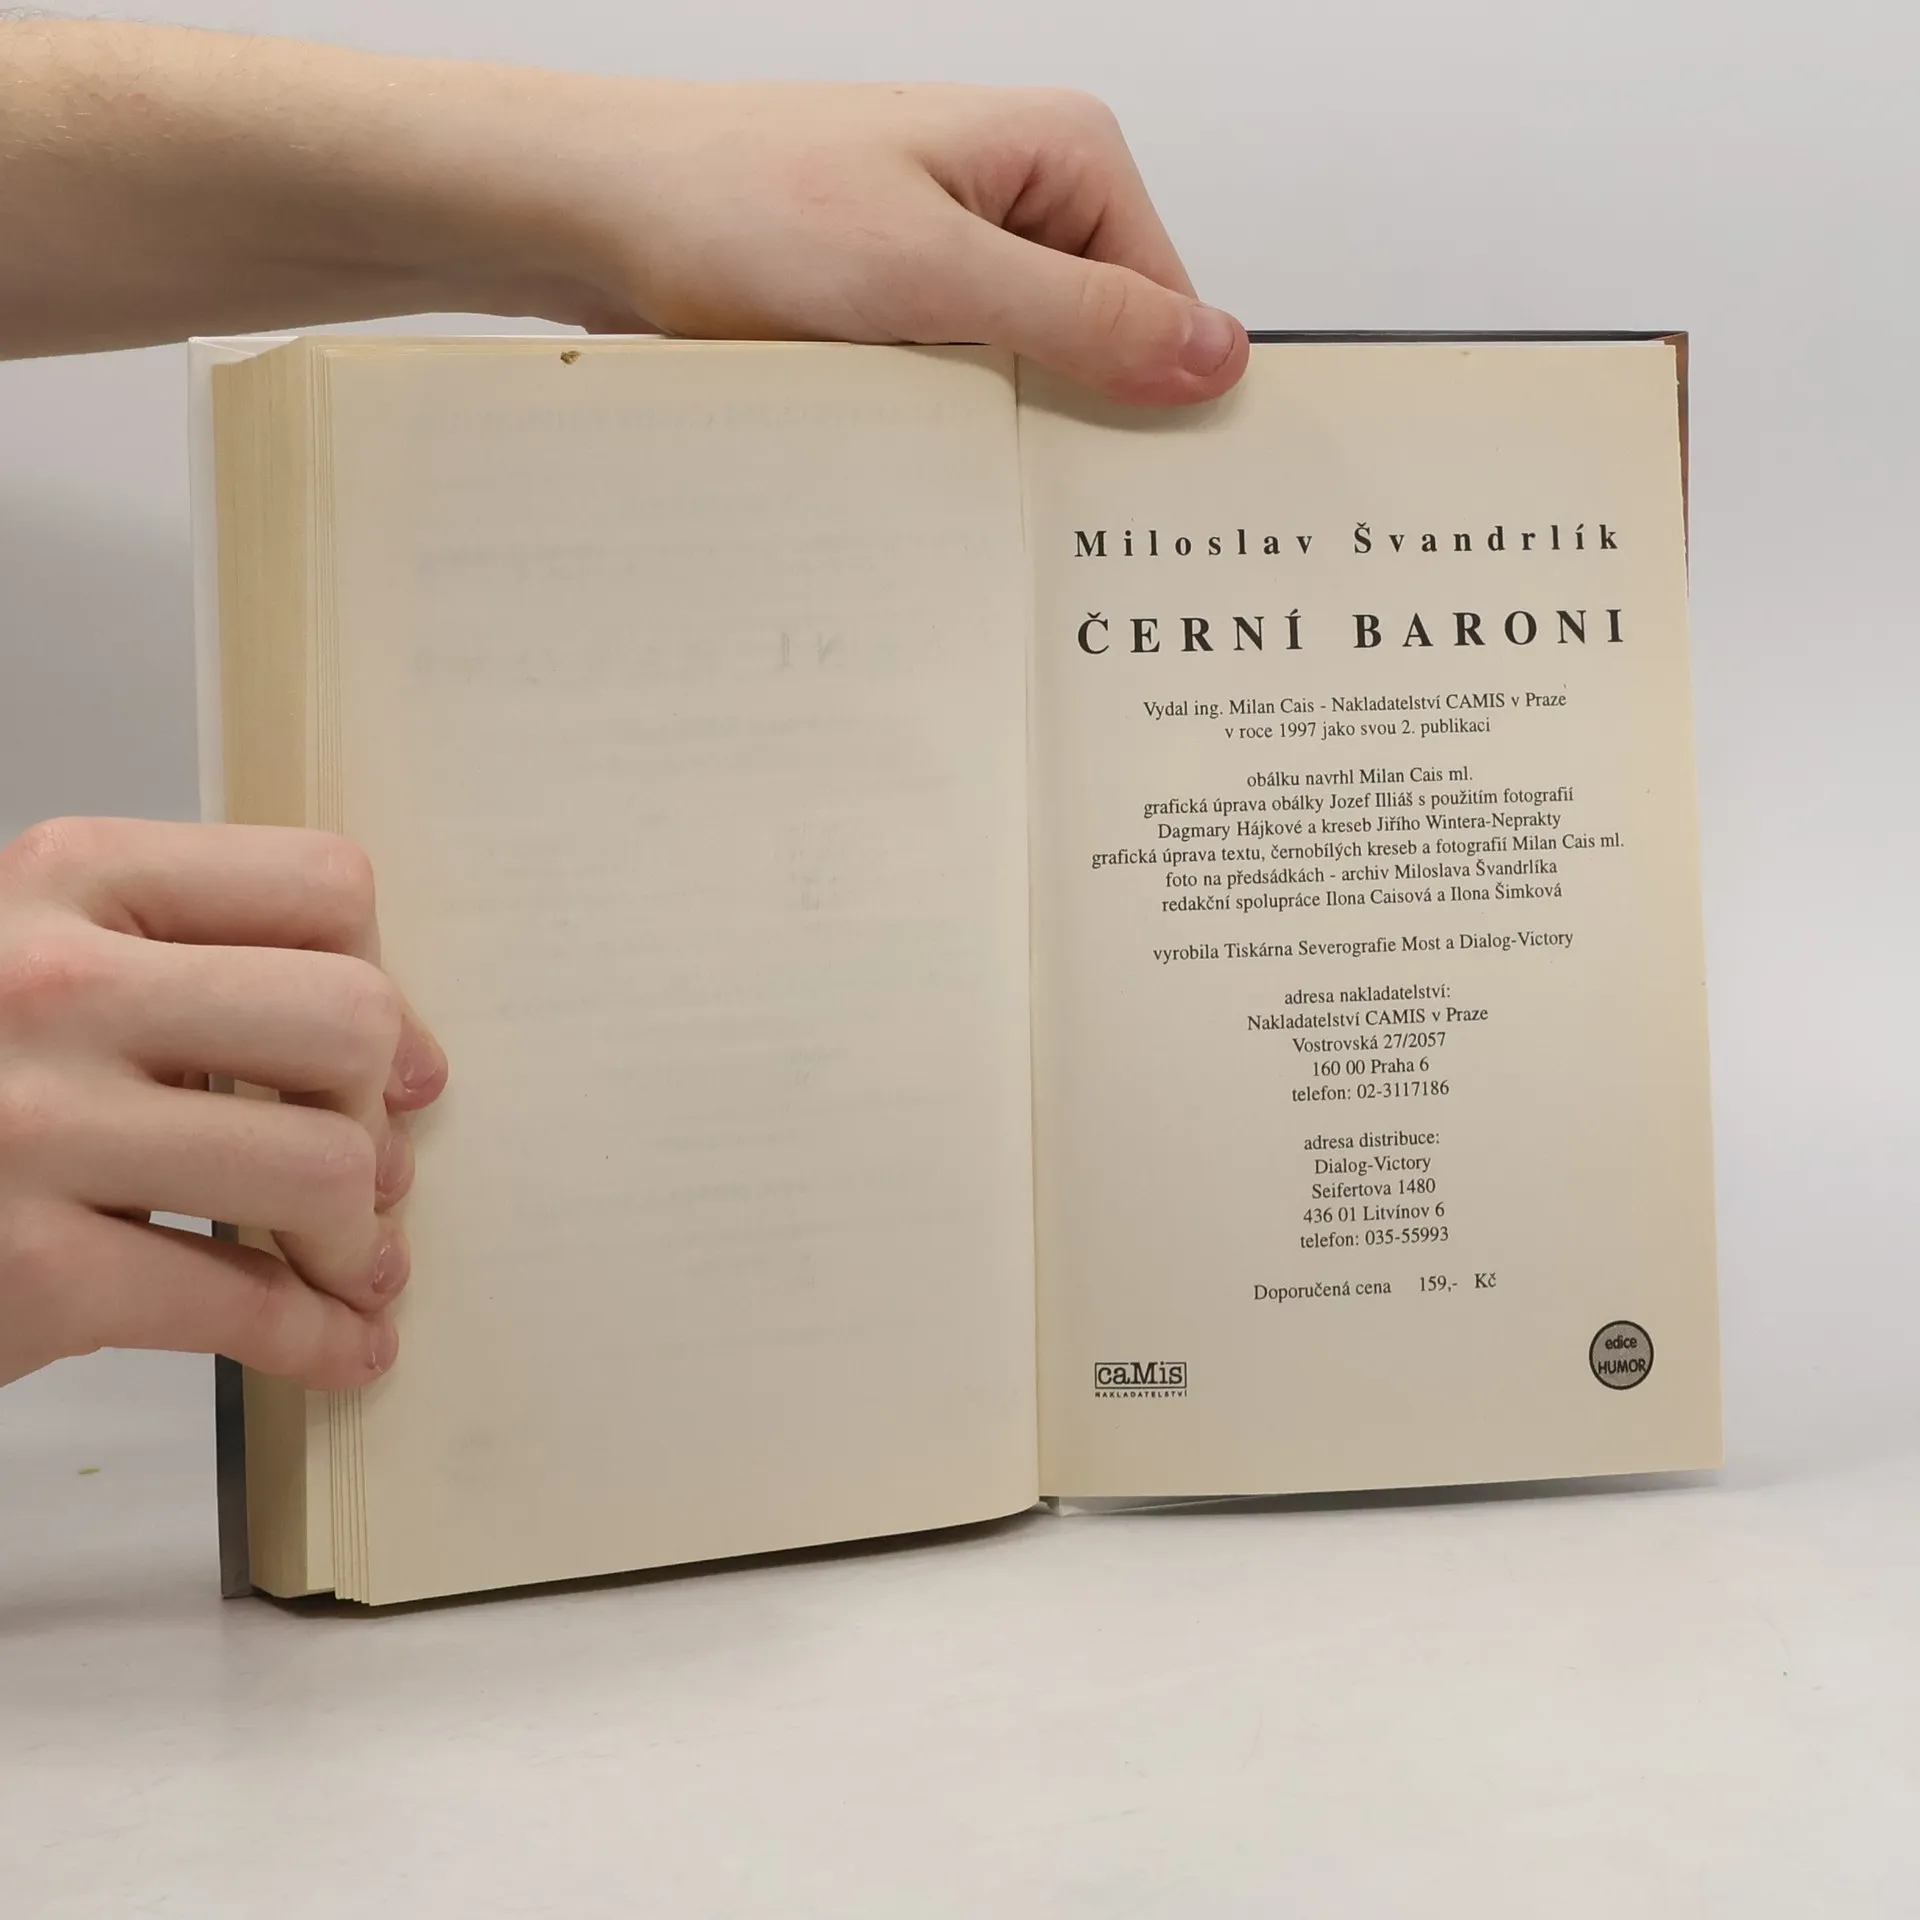 Miloslav Švandrlík
ČERNÍ BARONI
Vydal ing. Milan Cais - Nakladatelství CAMIS v Praze
v roce 1997 jako svou 2. publikaci
obálku navrhl Milan Cais ml.
grafická úprava obálky Jozef Illiáš s použitím fotografií
Dagmary Hájkové a kreseb Jiřího Wintera-Neprakty
grafická úprava textu, černobílých kreseb a fotografií Milan Cais ml.
foto na předsádkách - archiv Miloslava Švandrlíka
redakční spolupráce Ilona Caisová a Ilona Šimková
vyrobila Tiskárna Severografie Most a Dialog-Victory
adresa nakladatelství:
Nakladatelství CAMIS v Praze
Vostrovská 27/2057
160 00 Praha 6
telefon: 02-3117186
adresa distribuce:
Dialog-Victory
Seifertova 1480
436 01 Litvínov 6
telefon: 035-55993
Doporučená cena 159,- Kč
caMis
NAKLADATELSTVÍ
edice
HUMOR